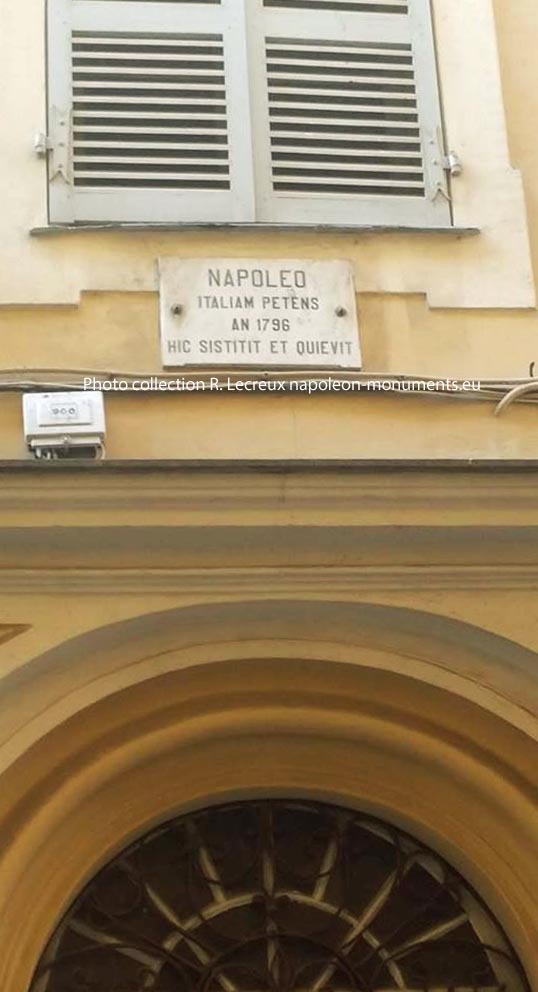 NAPOLEO
ITALIAM PETENS
AN 1796
HIC SISTITIT ET QUIEVIT
Photo collection R. Lecreux napoleon-monuments.eu